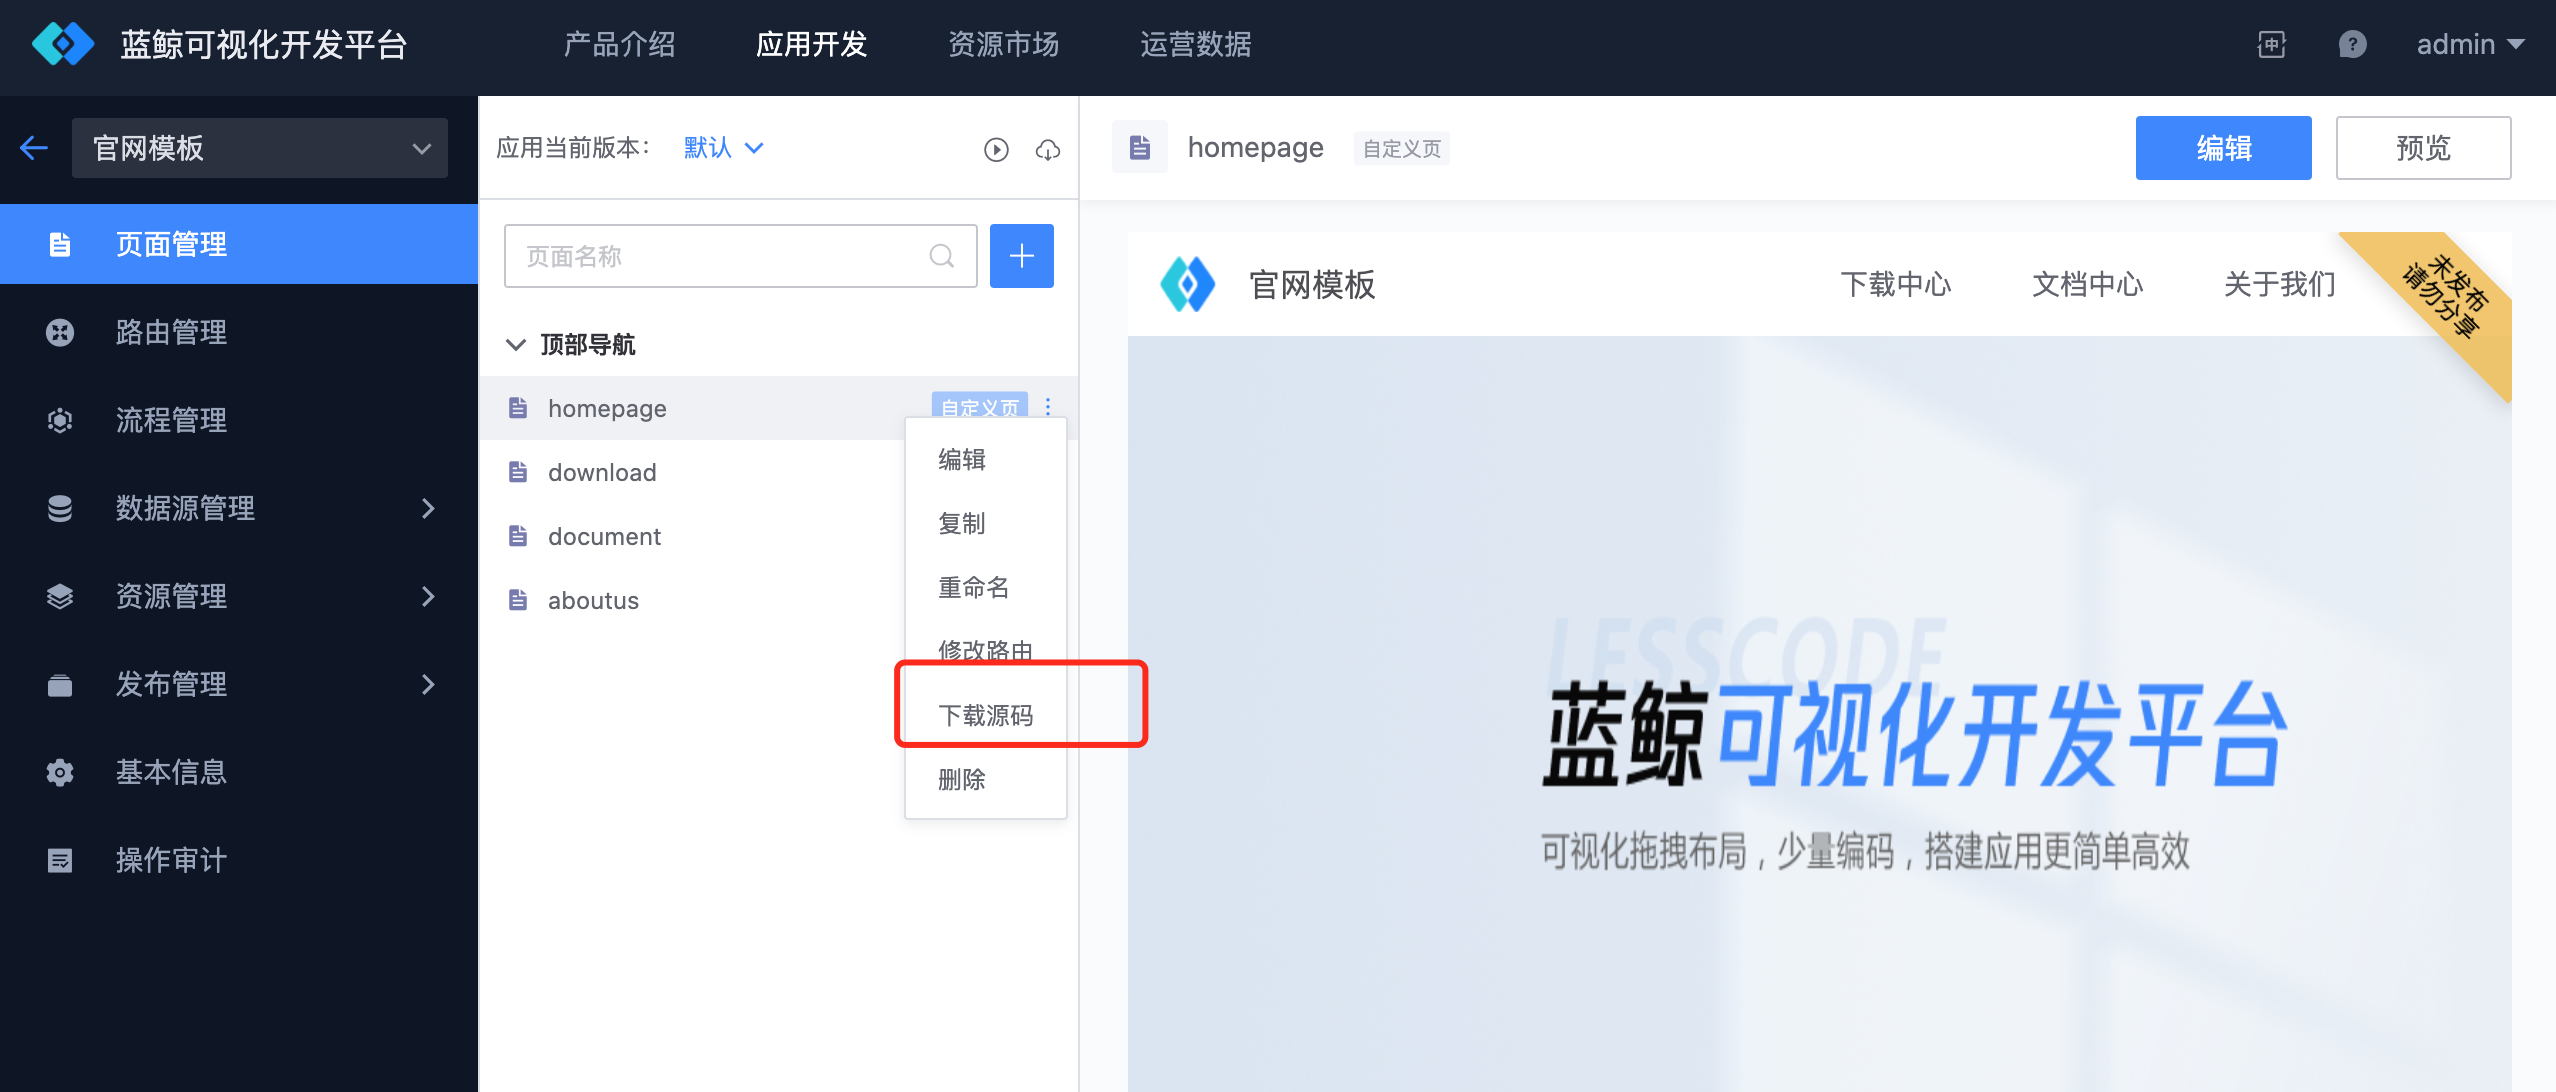 蓝鲸可视化开发平台
产品介绍
应用开发
资源市场
运营数据
中
?
admin
官网模板
页面管理
路由管理
流程管理
数据源管理
资源管理
发布管理
基本信息
操作审计
应用当前版本：
默认
页面名称
顶部导航
homepage
自定义页
download
document
aboutus
编辑
复制
重命名
修改路由
下载源码
删除
homepage
自定义页
编辑
预览
官网模板
下载中心
文档中心
关于我们
未发布
请勿分享
LESSCODE
蓝鲸可视化开发平台
可视化拖拽布局，少量编码，搭建应用更简单高效